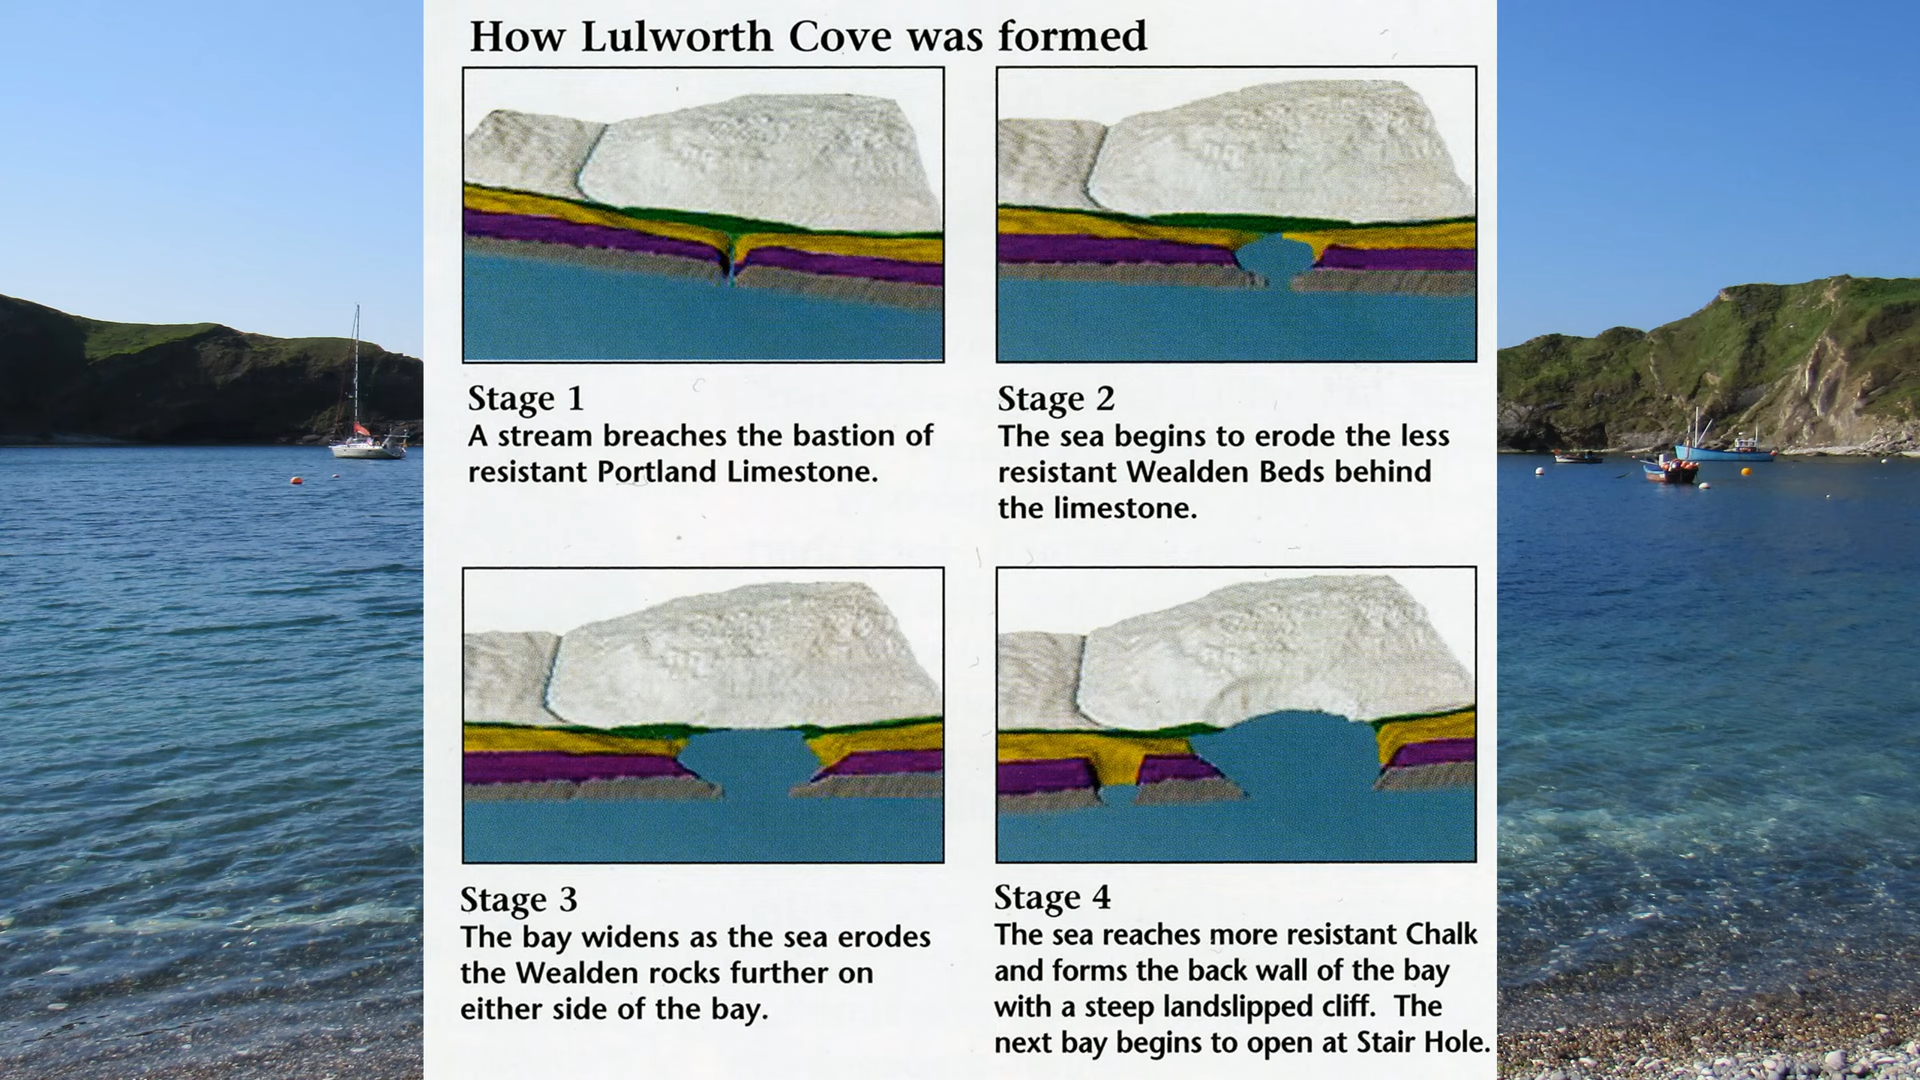 How Lulworth Cove was formed
Stage 1
A stream breaches the bastion of
resistant Portland Limestone.
Stage 2
The sea begins to erode the less
resistant Wealden Beds behind
the limestone.
Stage 3
The bay widens as the sea erodes
the Wealden rocks further on
either side of the bay.
Stage 4
The sea reaches more resistant Chalk
and forms the back wall of the bay
with a steep landslipped cliff. The
next bay begins to open at Stair Hole.